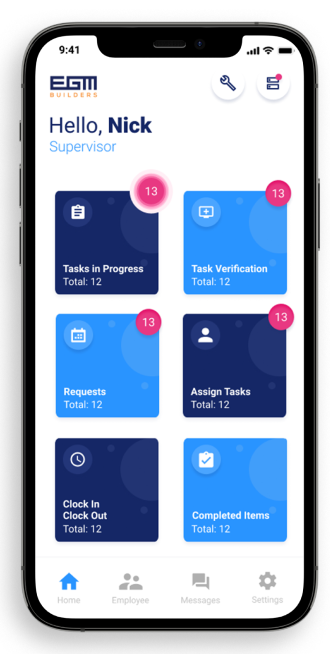 9:41
EGM
BUILDERS
Hello, Nick
Supervisor
13
Tasks in Progress
Total: 12
13
Task Verification
Total: 12
13
Requests
Total: 12
13
Assign Tasks
Total: 12
Clock In
Clock Out
Total: 12
Completed Items
Total: 12
Home
Employee
Messages
Settings